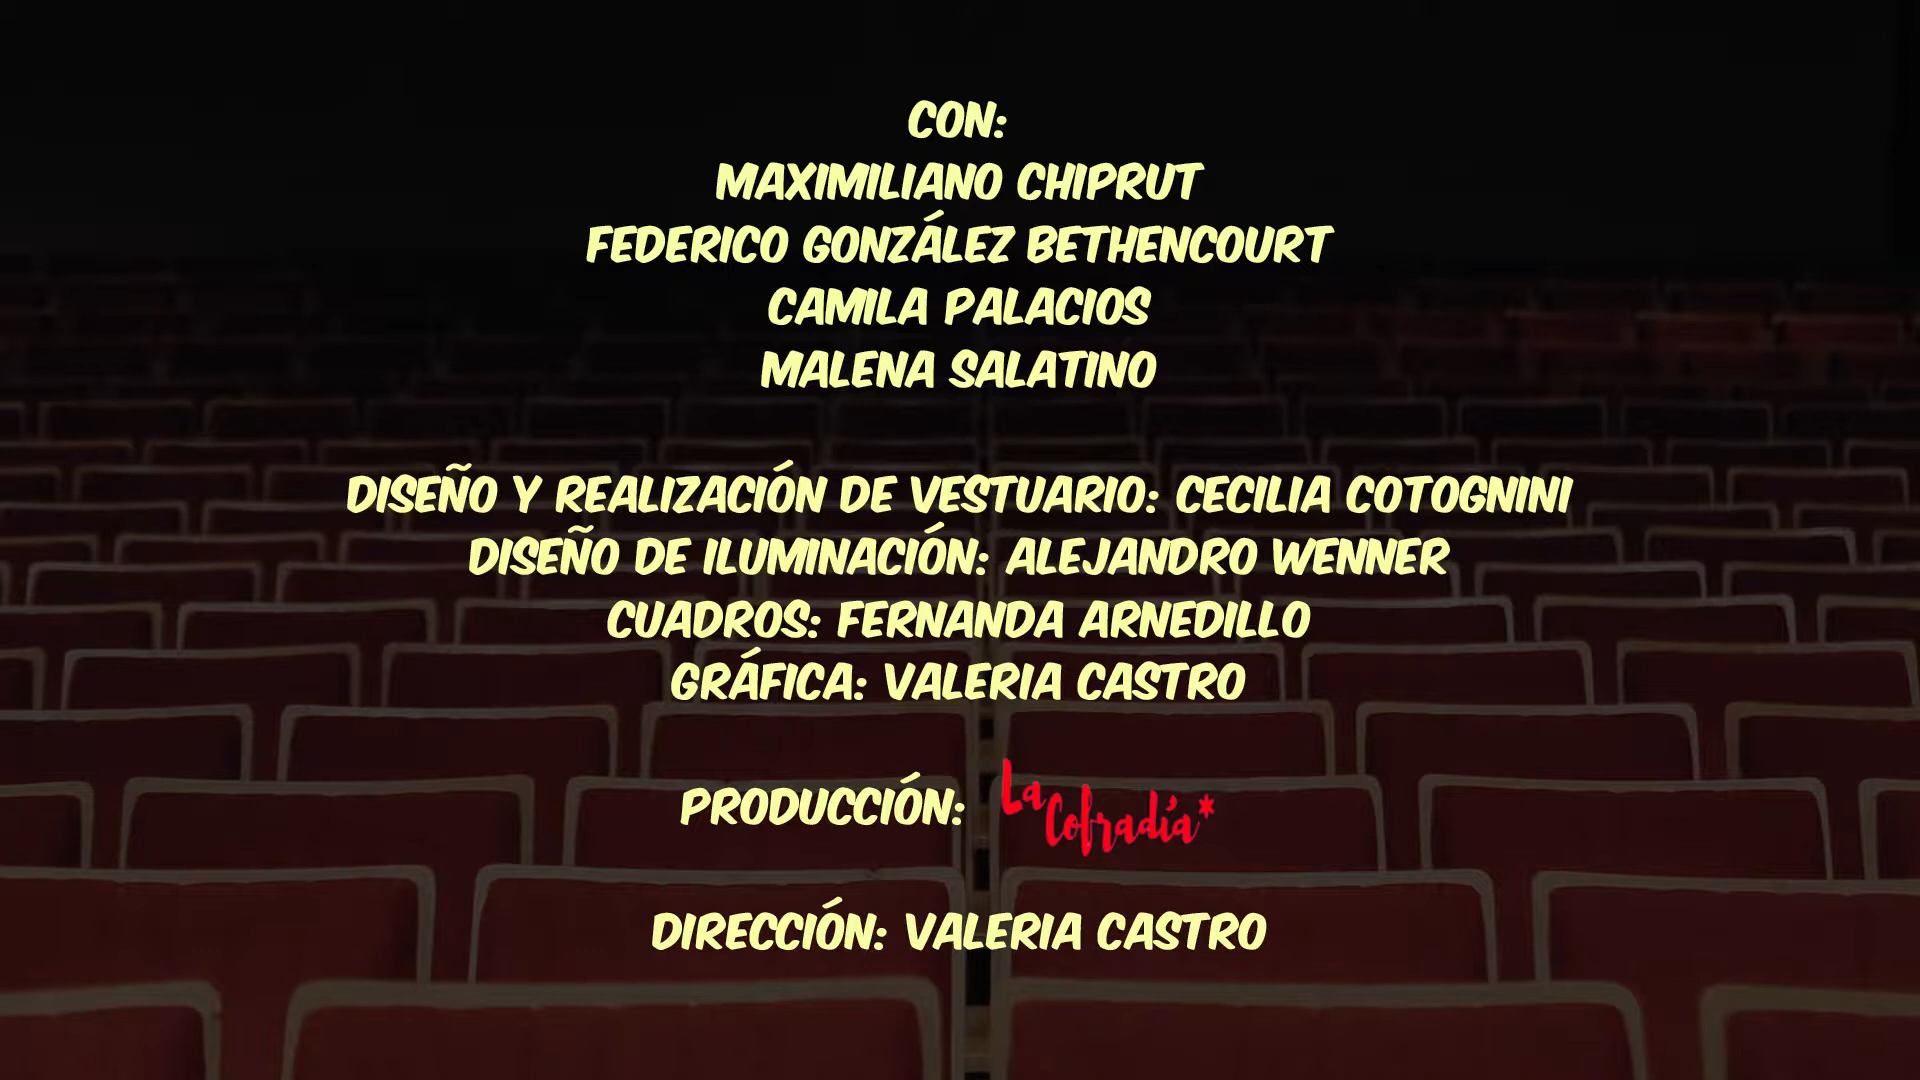 CON:
MAXIMILIANO CHIPRUT
FEDERICO GONZÁLEZ BETHENCOURT
CAMILA PALACIOS
MALENA SALATINO
DISEÑO Y REALIZACIÓN DE VESTUARIO: CECILIA COTOGNINI
DISEÑO DE ILUMINACIÓN: ALEJANDRO WENNER
CUADROS: FERNANDA ARNEDILLO
GRÁFICA: VALERIA CASTRO
PRODUCCIÓN: La Cofradía*
DIRECCIÓN: VALERIA CASTRO